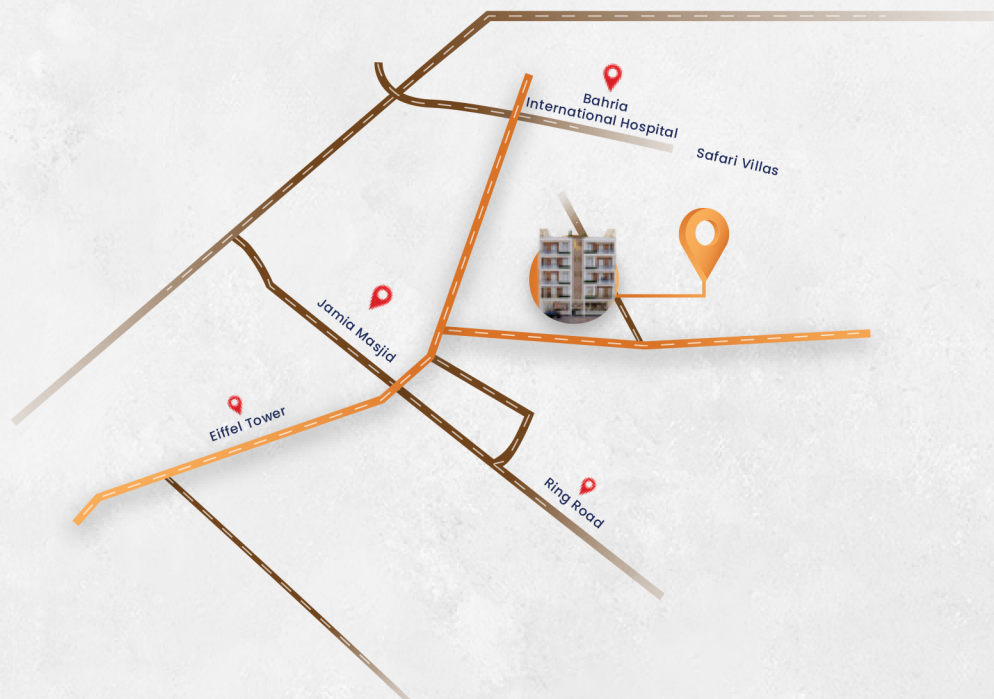 Bahria
International Hospital
Safari Villas
Jamia Masjid
Eiffel Tower
Ring Road